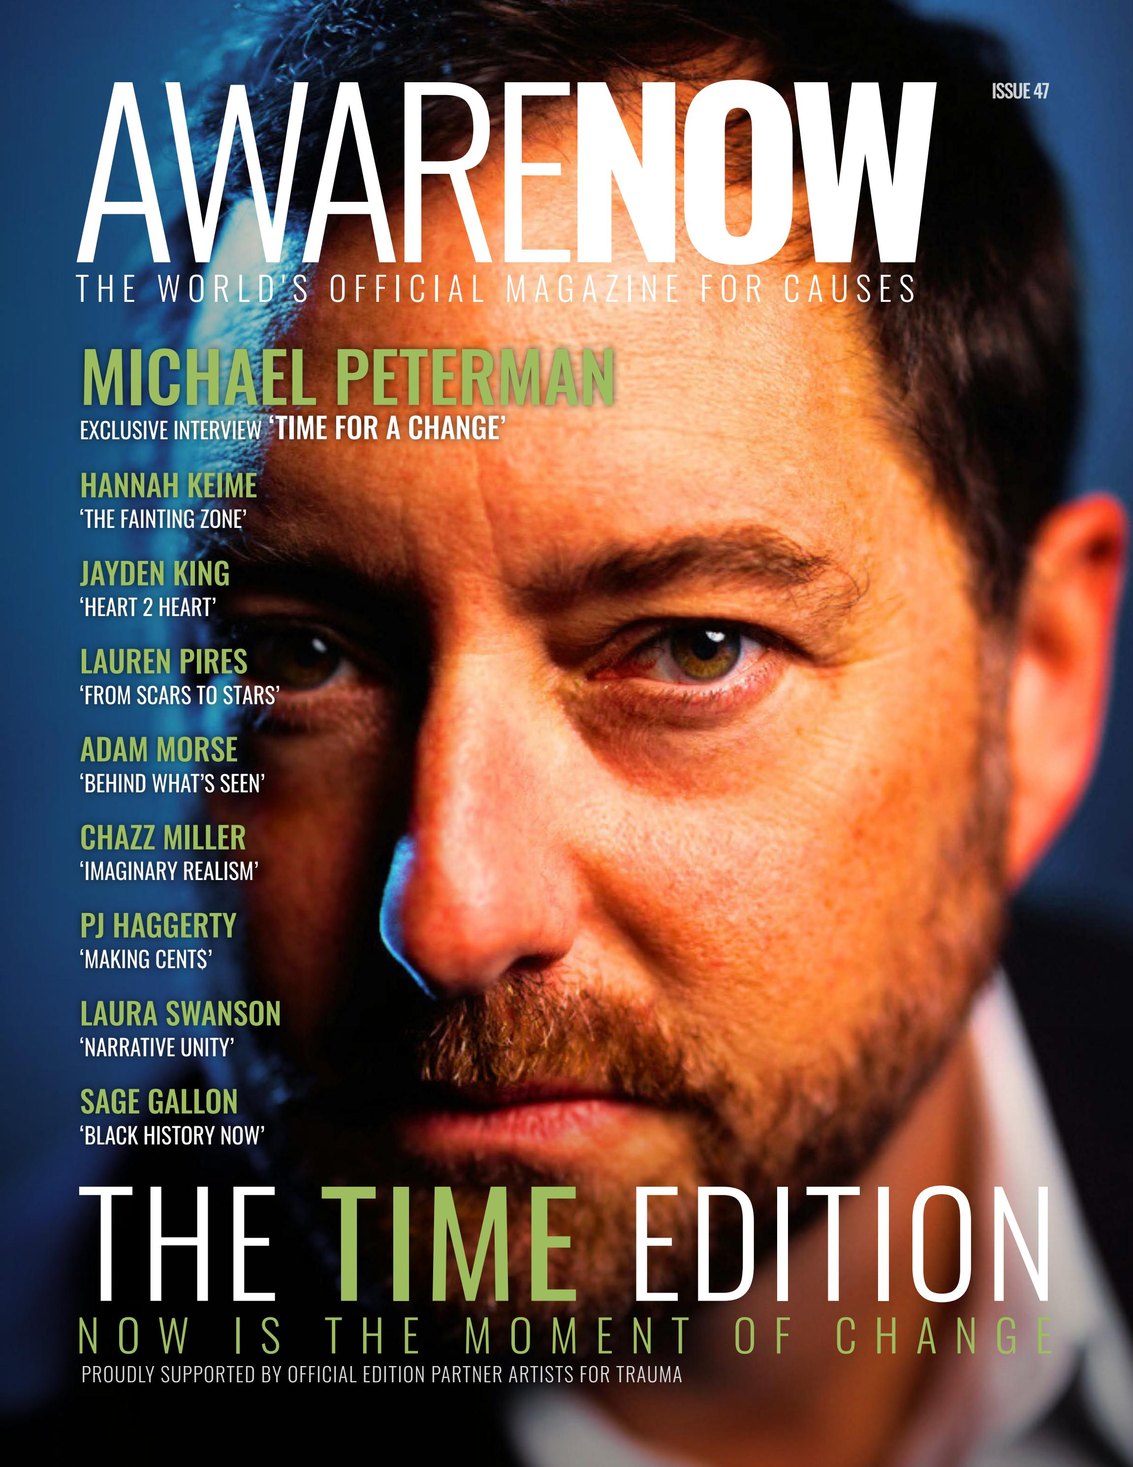 AWARENOW
ISSUE 47
THE WORLD'S OFFICIAL MAGAZINE FOR CAUSES
MICHAEL PETERMAN
EXCLUSIVE INTERVIEW ‘TIME FOR A CHANGE’
HANNAH KEIME
‘THE FAINTING ZONE’
JAYDEN KING
‘HEART 2 HEART’
LAUREN PIRES
‘FROM SCARS TO STARS’
ADAM MORSE
‘BEHIND WHAT’S SEEN’
CHAZZ MILLER
‘IMAGINARY REALISM’
PJ HAGGERTY
‘MAKING CENT$’
LAURA SWANSON
‘NARRATIVE UNITY’
SAGE GALLON
‘BLACK HISTORY NOW’
THE TIME EDITION
NOW IS THE MOMENT OF CHANGE
PROUDLY SUPPORTED BY OFFICIAL EDITION PARTNER ARTISTS FOR TRAUMA